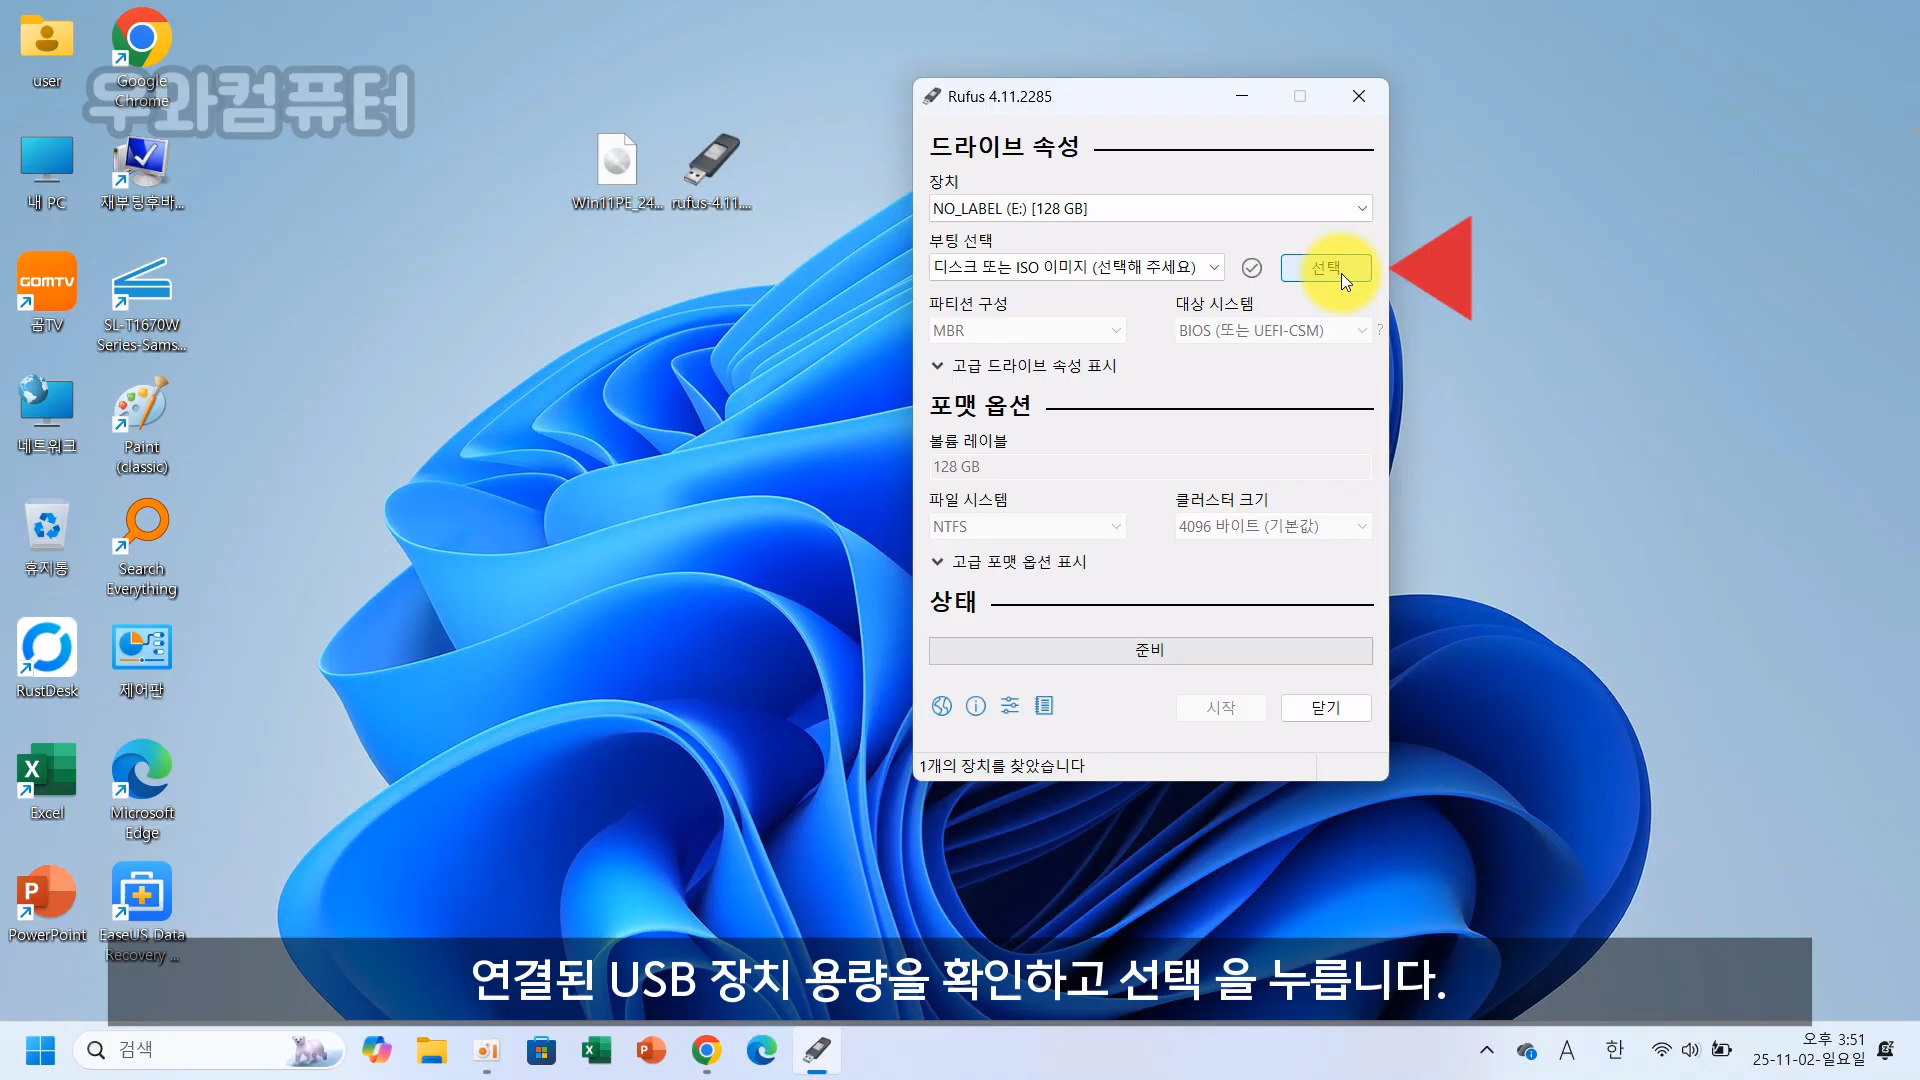 user
Google
Chrome
우와컴퓨터
내 PC
재부팅후바...
Win11PE_24...
rufus-4.11....
곰TV
GOMTV
SL-T1670W
Series-Sams...
네트워크
Paint
(classic)
휴지통
Search
Everything
RustDesk
제어판
Excel
Microsoft
Edge
PowerPoint
EaseUS Data
Recovery ...
Rufus 4.11.2285
드라이브 속성
장치
NO_LABEL (E:) [128 GB]
부팅 선택
디스크 또는 ISO 이미지 (선택해 주세요)
선택
파티션 구성
대상 시스템
MBR
BIOS (또는 UEFI-CSM)
?
고급 드라이브 속성 표시
포맷 옵션
볼륨 레이블
128 GB
파일 시스템
클러스터 크기
NTFS
4096 바이트 (기본값)
고급 포맷 옵션 표시
상태
준비
시작
닫기
1개의 장치를 찾았습니다
연결된 USB 장치 용량을 확인하고 선택 을 누릅니다.
검색
A
한
오후 3:51
25-11-02-일요일